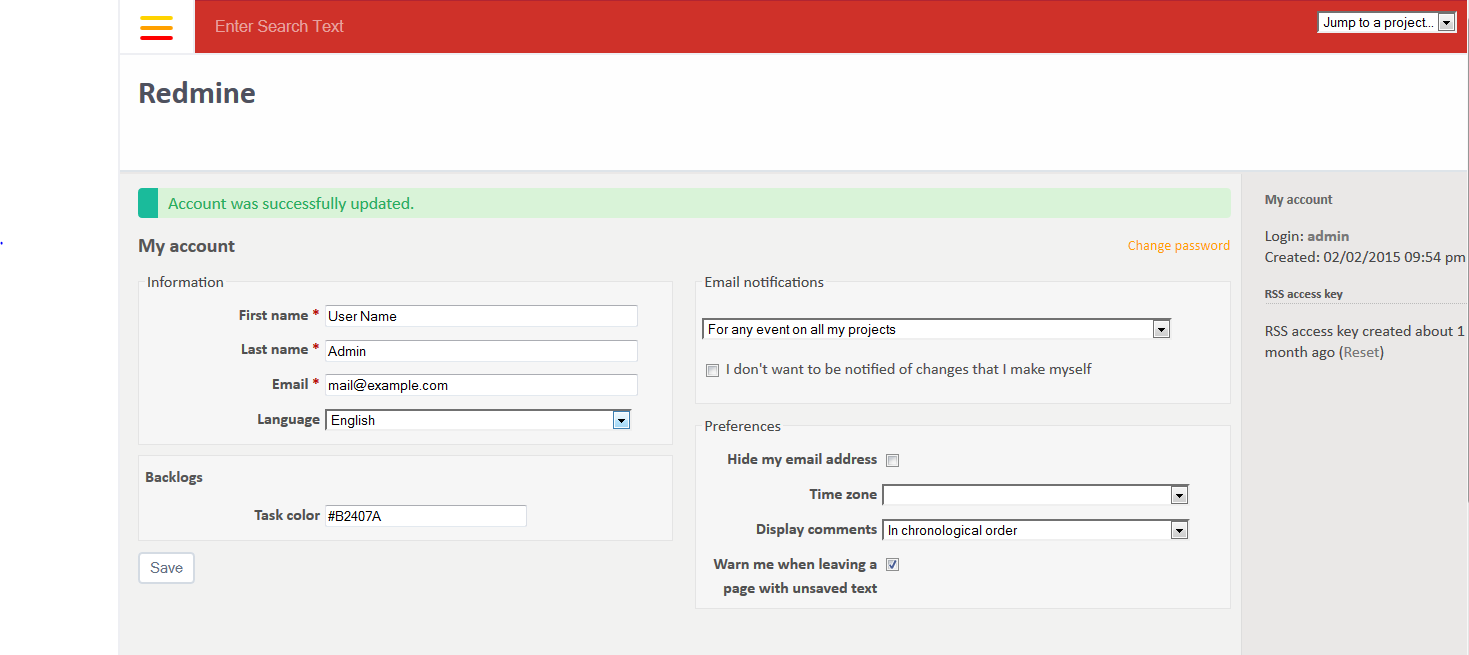 Enter Search Text
Jump to a project...
Redmine
Account was successfully updated.
My account
Change password
Information
First name * User Name
Last name * Admin
Email * mail@example.com
Language English
Backlogs
Task color #B2407A
Save
Email notifications
For any event on all my projects
I don't want to be notified of changes that I make myself
Preferences
Hide my email address
Time zone
Display comments In chronological order
Warn me when leaving a
page with unsaved text
My account
Login: admin
Created: 02/02/2015 09:54 pm
RSS access key
RSS access key created about 1
month ago (Reset)